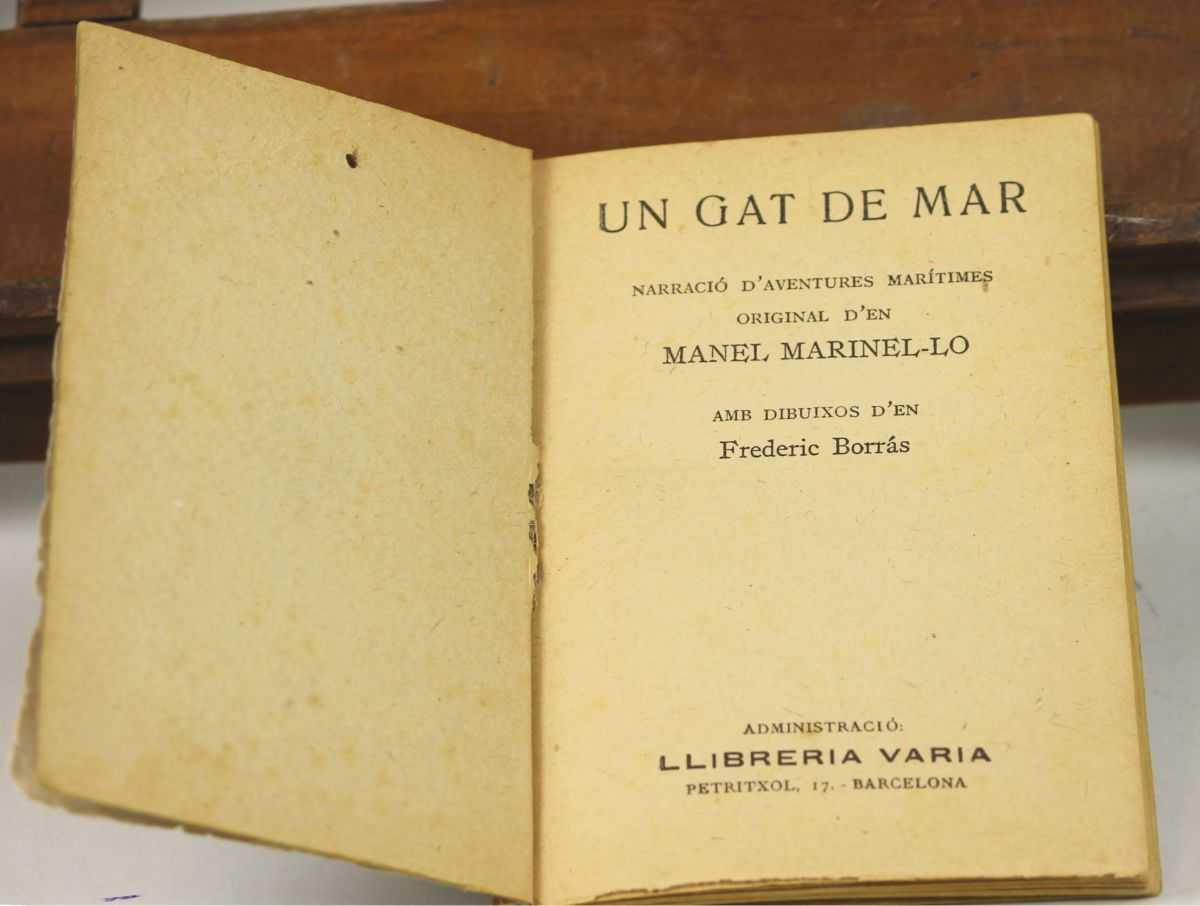 UN GAT DE MAR
NARRACIÓ D'AVENTURES MARÍTIMES
ORIGINAL D'EN
MANEL MARINEL-LO
AMB DIBUIXOS D'EN
Frederic Borrás
ADMINISTRACIÓ:
LLIBRERIA VARIA
PETRITXOL, 17. - BARCELONA